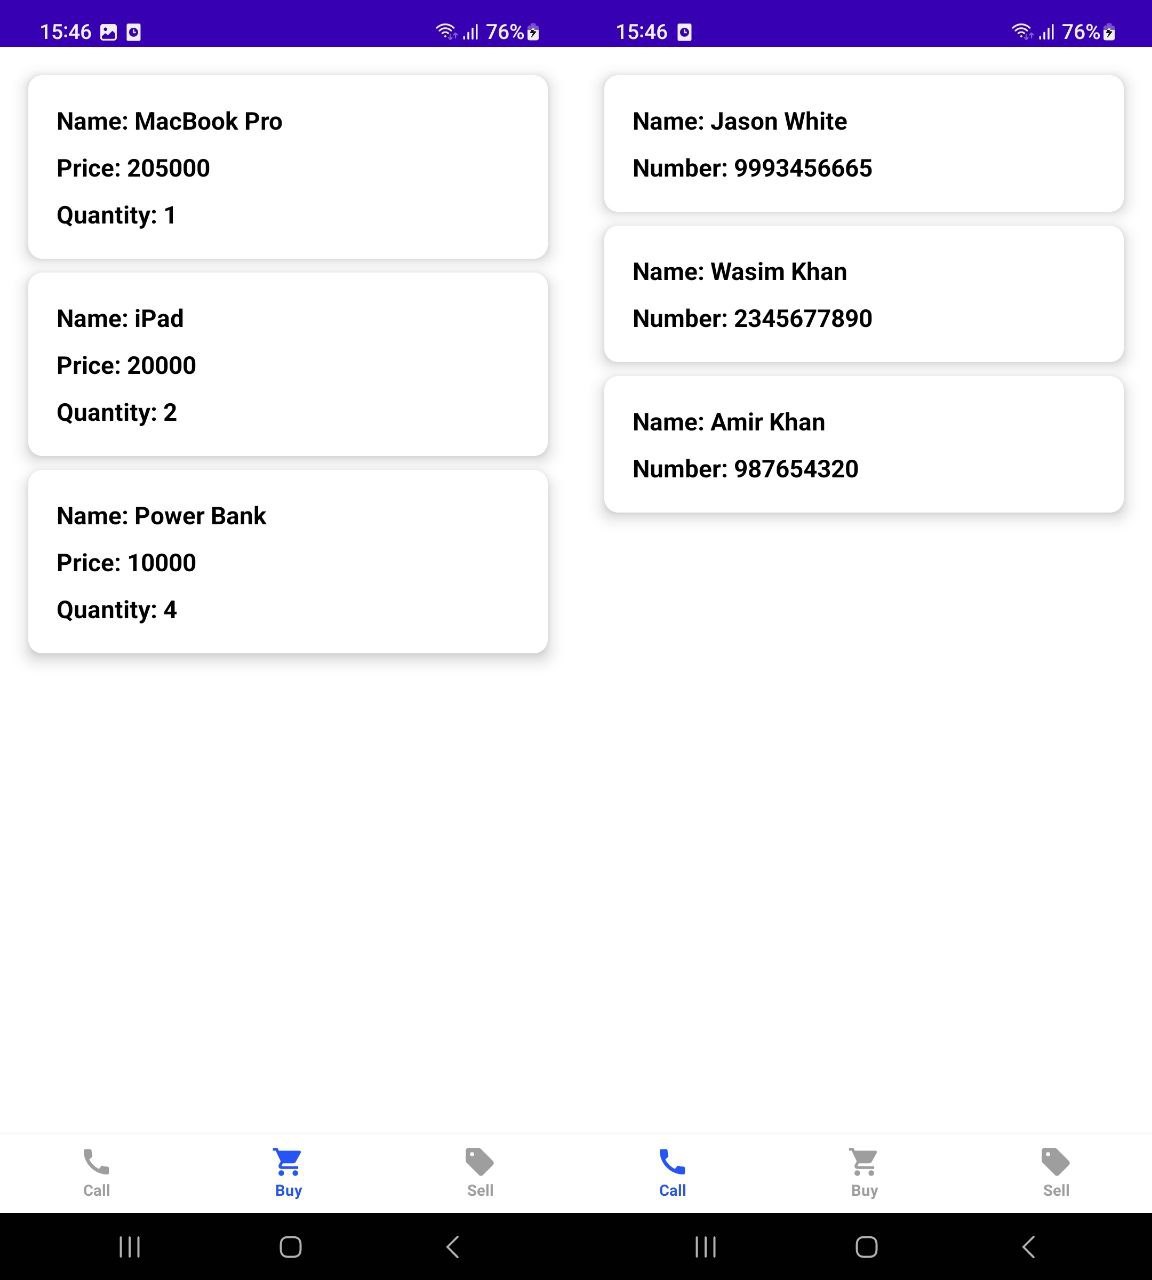 15:46 76%
Name: MacBook Pro
Price: 205000
Quantity: 1
Name: iPad
Price: 20000
Quantity: 2
Name: Power Bank
Price: 10000
Quantity: 4
Call Buy Sell
15:46 76%
Name: Jason White
Number: 9993456665
Name: Wasim Khan
Number: 2345677890
Name: Amir Khan
Number: 987654320
Call Buy Sell